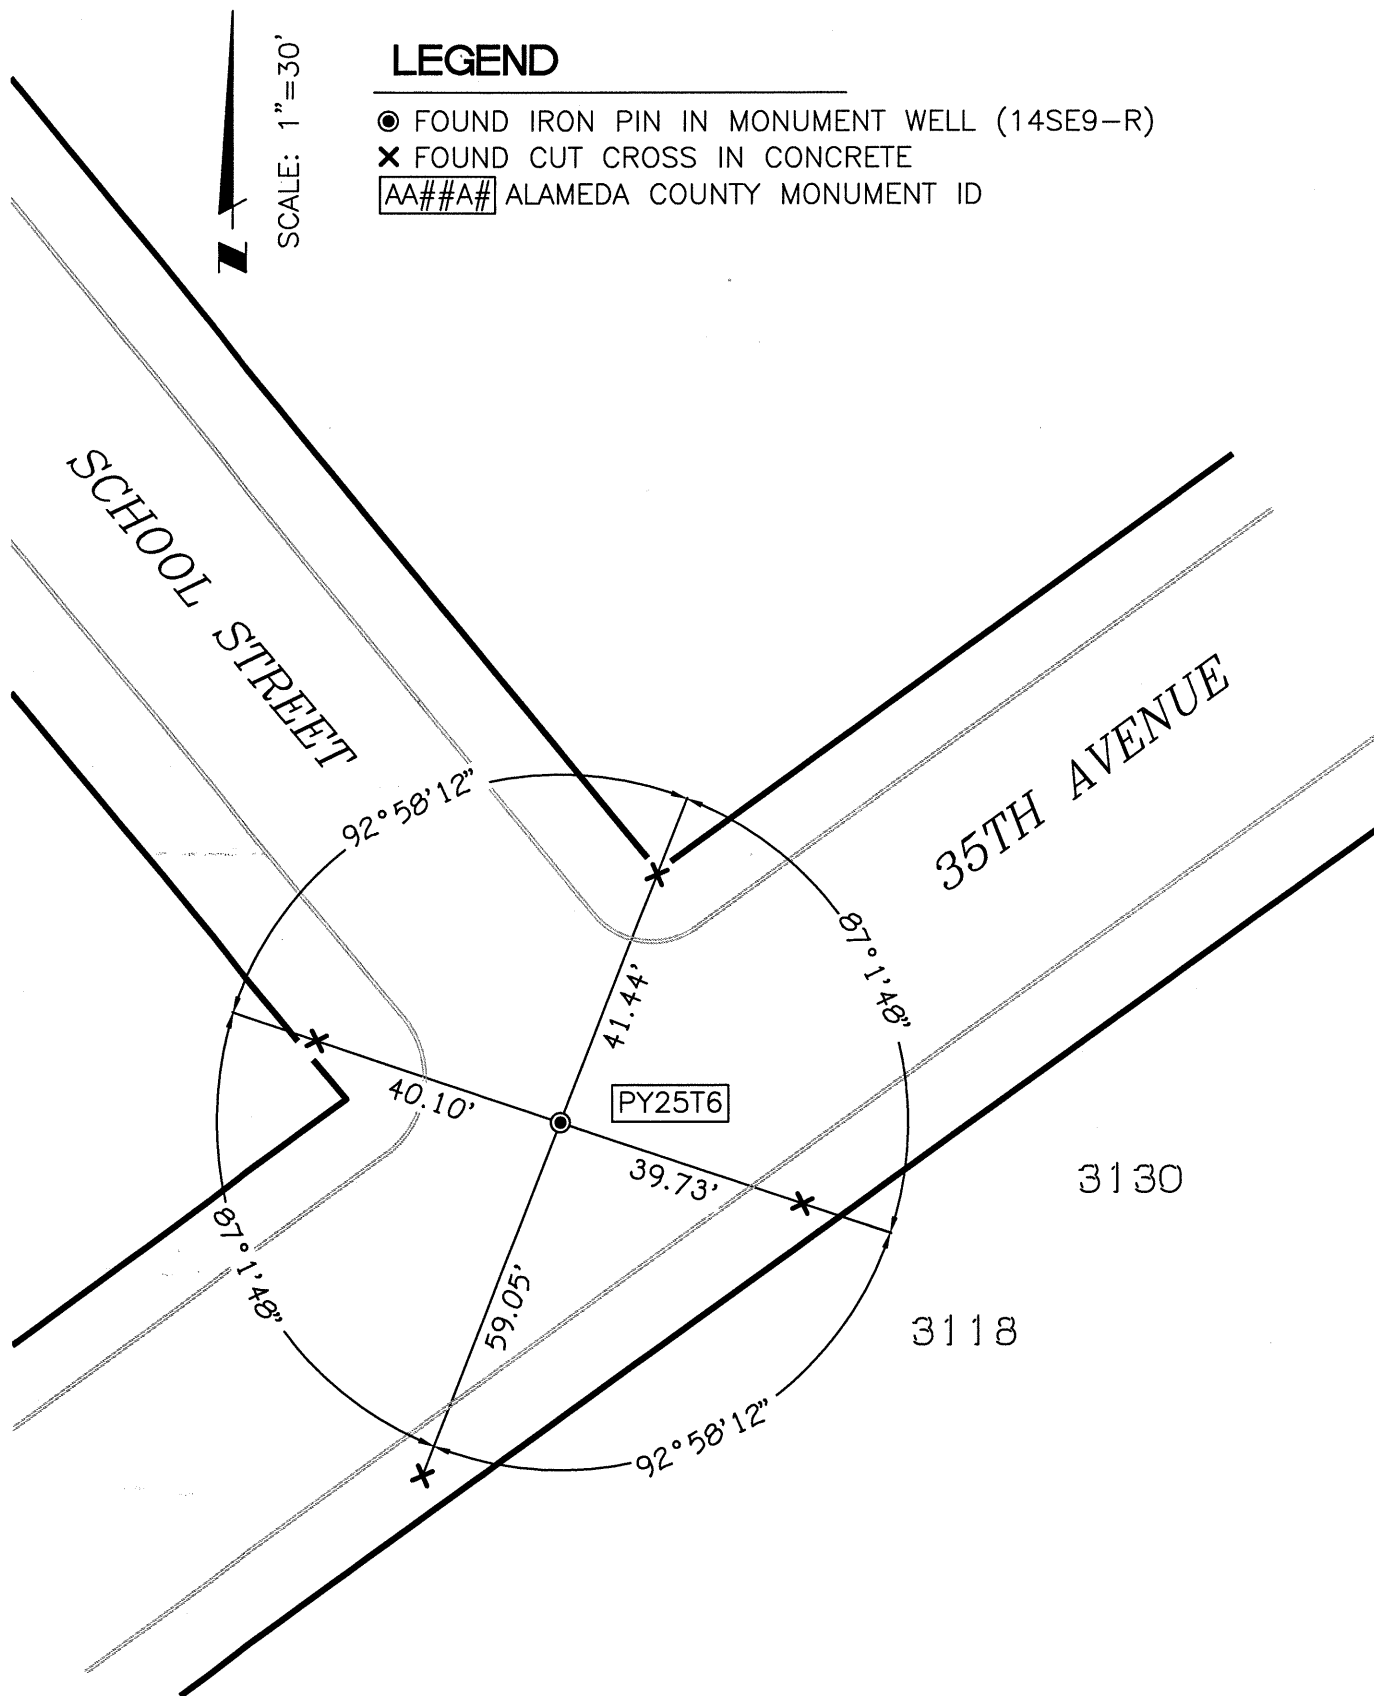 LEGEND
SCALE: 1"=30'
FOUND IRON PIN IN MONUMENT WELL (14SE9-R)
FOUND CUT CROSS IN CONCRETE
AA##A# ALAMEDA COUNTY MONUMENT ID
N
SCHOOL STREET
35TH AVENUE
92°58'12"
87°1'48"
41.44'
40.10'
PY25T6
39.73'
3130
87°1'48"
59.05'
3118
92°58'12"